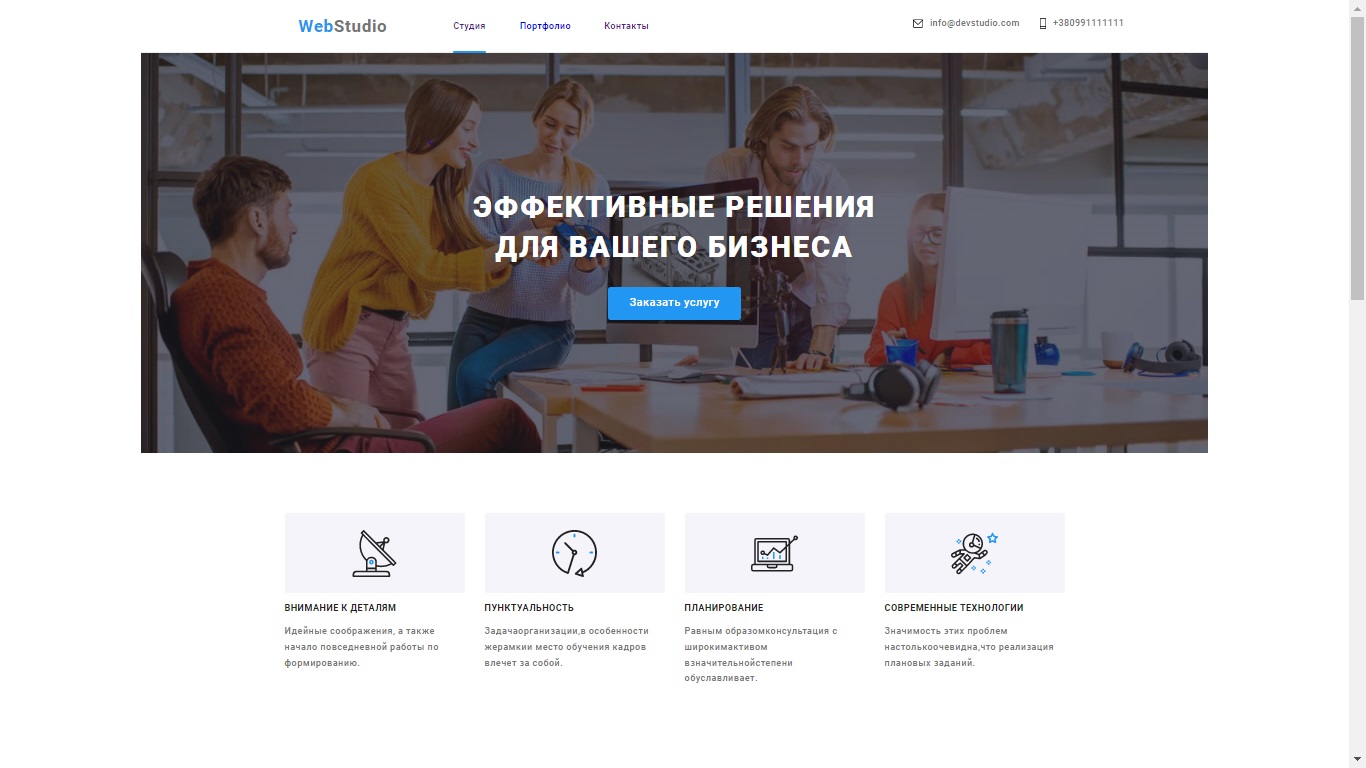 WebStudio
Студия
Портфолио
Контакты
info@devstudio.com
+380991111111
ЭФФЕКТИВНЫЕ РЕШЕНИЯ
ДЛЯ ВАШЕГО БИЗНЕСА
Заказать услугу
ВНИМАНИЕ К ДЕТАЛЯМ
Идейные соображения, а также
начало повседневной работы по
формированию.
ПУНКТУАЛЬНОСТЬ
Задачаорганизации,в особенности
жерамкии место обучения кадров
влечет за собой.
ПЛАНИРОВАНИЕ
Равным образомконсультация с
широкимактивом
взначительнойстепени
обуславливает.
СОВРЕМЕННЫЕ ТЕХНОЛОГИИ
Значимость этих проблем
настолькоочевидна,что реализация
плановых заданий.